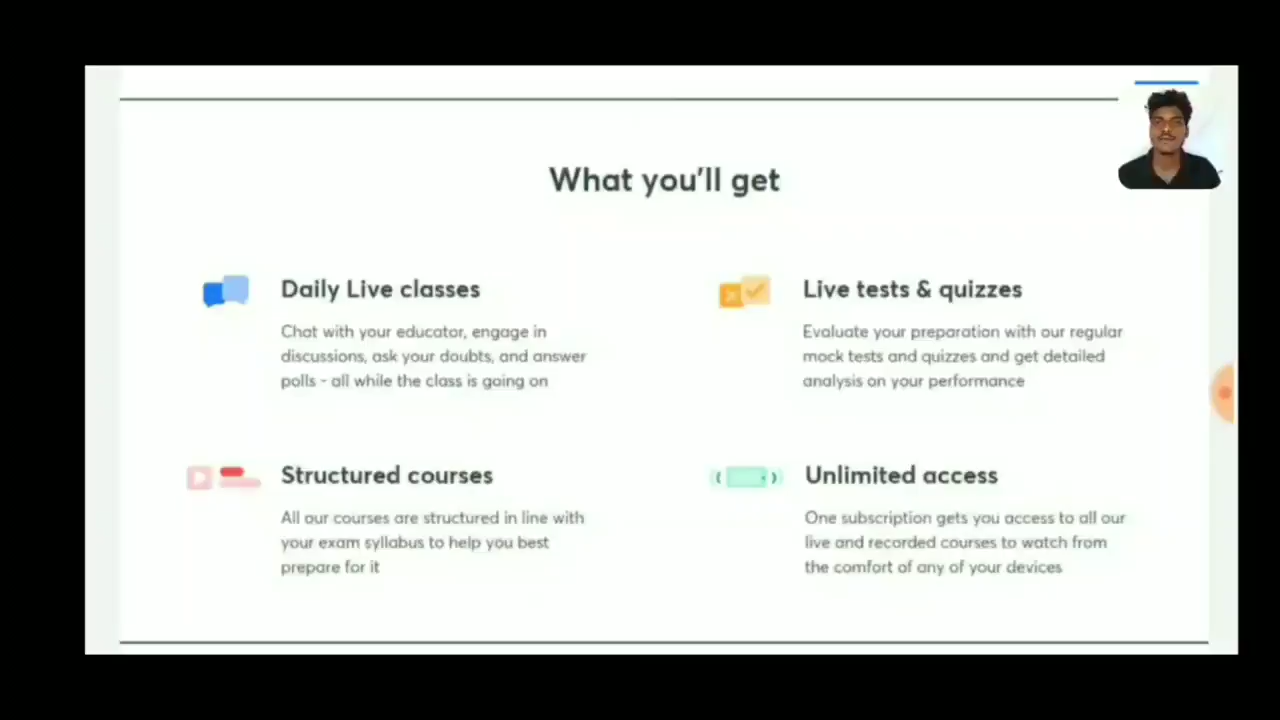 What you'll get
Daily Live classes
Chat with your educator, engage in
discussions, ask your doubts, and answer
polls - all while the class is going on
Live tests & quizzes
Evaluate your preparation with our regular
mock tests and quizzes and get detailed
analysis on your performance
Structured courses
All our courses are structured in line with
your exam syllabus to help you best
prepare for it
Unlimited access
One subscription gets you access to all our
live and recorded courses to watch from
the comfort of any of your devices